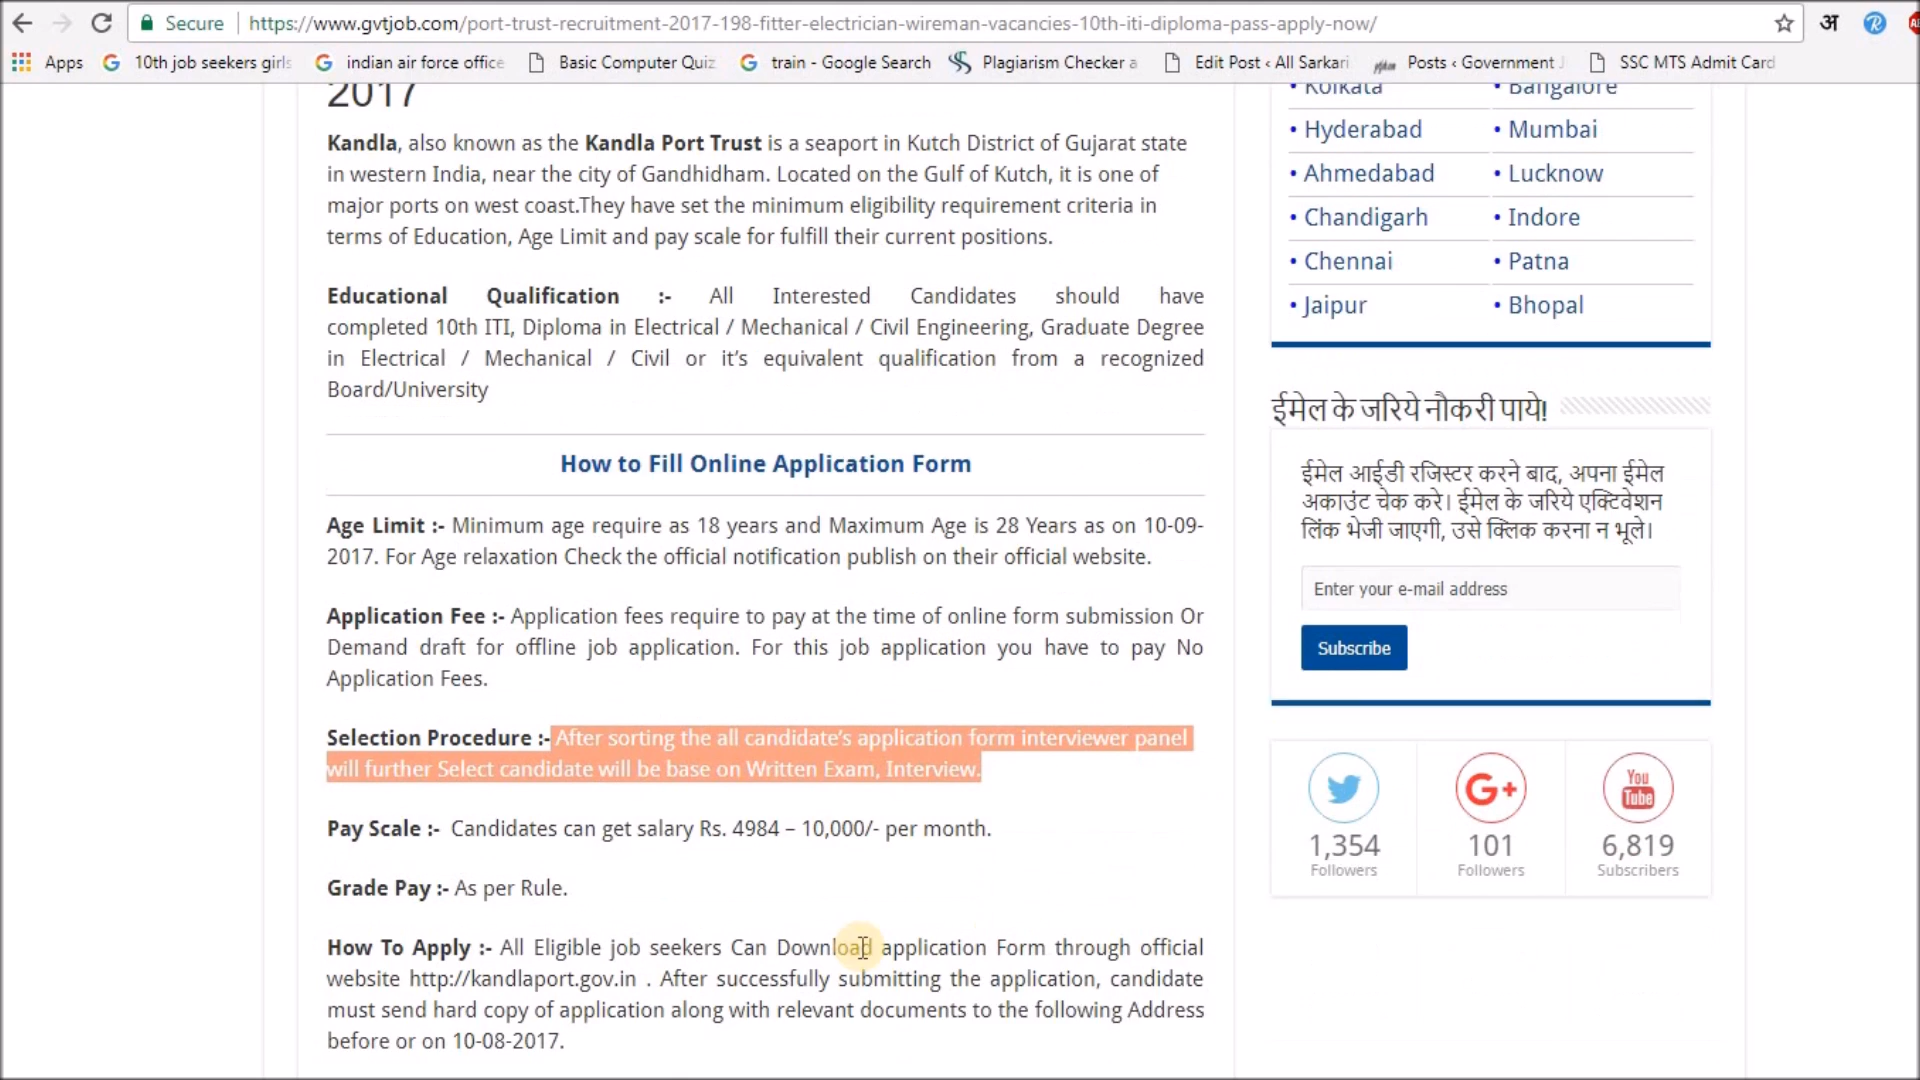 Secure
https://www.gvtjob.com/port-trust-recruitment-2017-198-fitter-electrician-wireman-vacancies-10th-iti-diploma-pass-apply-now/
अ
Apps
10th job seekers girls
indian air force office
Basic Computer Quiz
train - Google Search
Plagiarism Checker a
Edit Post ‹ All Sarkari
Posts ‹ Government J
SSC MTS Admit Card
2017
Kandla, also known as the Kandla Port Trust is a seaport in Kutch District of Gujarat state
in western India, near the city of Gandhidham. Located on the Gulf of Kutch, it is one of
major ports on west coast.They have set the minimum eligibility requirement criteria in
terms of Education, Age Limit and pay scale for fulfill their current positions.
Educational Qualification :- All Interested Candidates should have
completed 10th ITI, Diploma in Electrical / Mechanical / Civil Engineering, Graduate Degree
in Electrical / Mechanical / Civil or it's equivalent qualification from a recognized
Board/University
How to Fill Online Application Form
Age Limit :- Minimum age require as 18 years and Maximum Age is 28 Years as on 10-09-
2017. For Age relaxation Check the official notification publish on their official website.
Application Fee :- Application fees require to pay at the time of online form submission Or
Demand draft for offline job application. For this job application you have to pay No
Application Fees.
Selection Procedure :- After sorting the all candidate's application form interviewer panel
will further Select candidate will be base on Written Exam, Interview.
Pay Scale :- Candidates can get salary Rs. 4984 – 10,000/- per month.
Grade Pay :- As per Rule.
How To Apply :- All Eligible job seekers Can Download application Form through official
website http://kandlaport.gov.in . After successfully submitting the application, candidate
must send hard copy of application along with relevant documents to the following Address
before or on 10-08-2017.
• Kolkata • Bangalore
• Hyderabad • Mumbai
• Ahmedabad • Lucknow
• Chandigarh • Indore
• Chennai • Patna
• Jaipur • Bhopal
ईमेल के जरिये नौकरी पाये!
ईमेल आईडी रजिस्टर करने बाद, अपना ईमेल
अकाउंट चेक करे। ईमेल के जरिये एक्टिवेशन
लिंक भेजी जाएगी, उसे क्लिक करना न भूले।
Enter your e-mail address
Subscribe
G+ You Tube
1,354 101 6,819
Followers Followers Subscribers